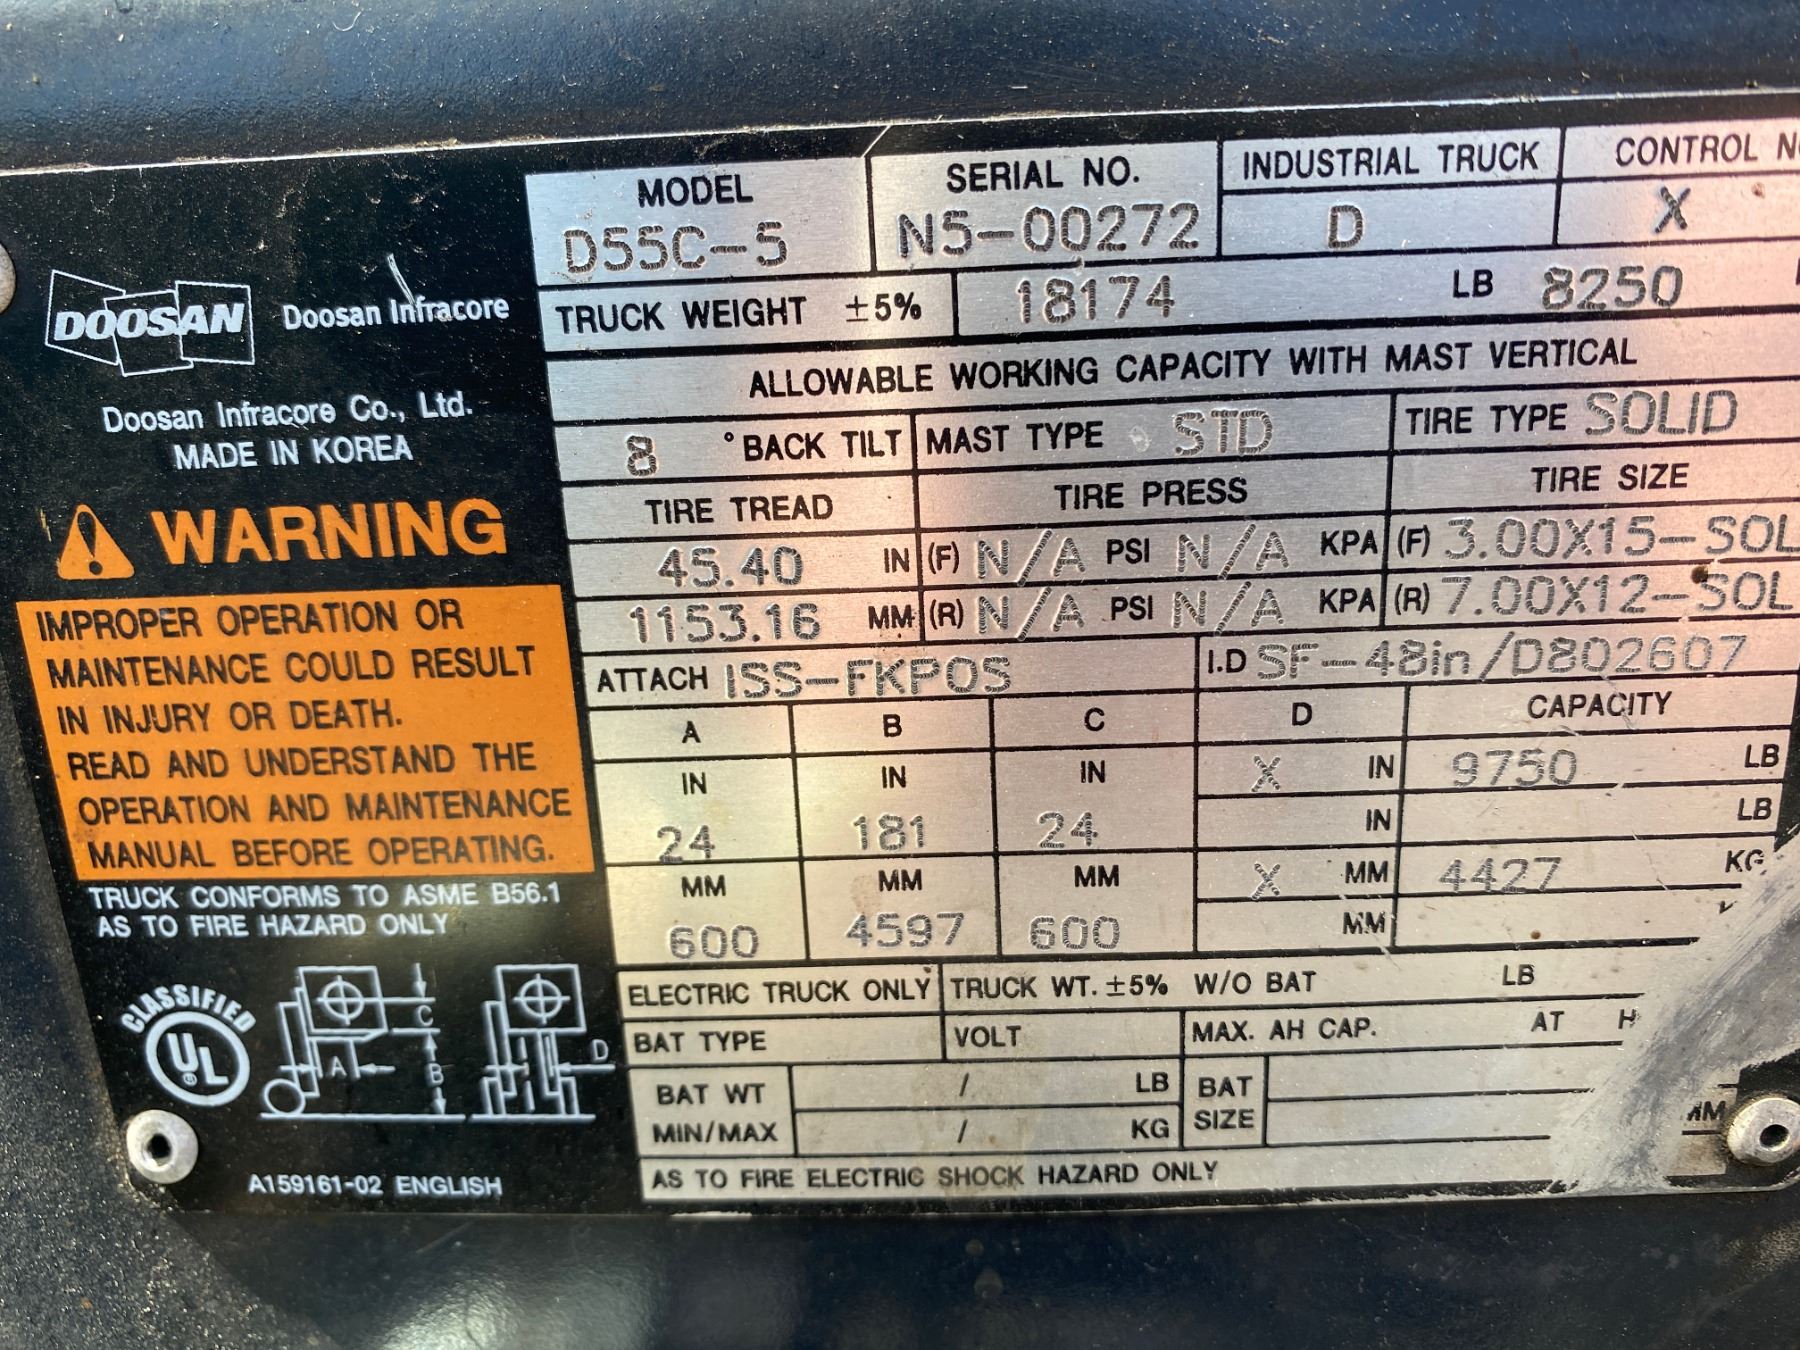 DOOSAN Doosan Infracore
Doosan Infracore Co., Ltd.
MADE IN KOREA
WARNING
IMPROPER OPERATION OR
MAINTENANCE COULD RESULT
IN INJURY OR DEATH.
READ AND UNDERSTAND THE
OPERATION AND MAINTENANCE
MANUAL BEFORE OPERATING.
TRUCK CONFORMS TO ASME B56.1
AS TO FIRE HAZARD ONLY
CLASSIFIED
UL
A B C D
A159161-02 ENGLISH
MODEL SERIAL NO. INDUSTRIAL TRUCK CONTROL
D55C-5 N5-00272 D X
TRUCK WEIGHT ±5% 18174 LB 8250
ALLOWABLE WORKING CAPACITY WITH MAST VERTICAL
8 °BACK TILT MAST TYPE STD TIRE TYPE SOLID
TIRE TREAD TIRE PRESS TIRE SIZE
45.40 IN (F) N/A PSI N/A KPA (F) 3.00X15-SOL
1153.16 MM (R) N/A PSI N/A KPA (R) 7.00X12-SOL
ATTACH ISS-FKPOS I.D SF-48in/D802607
A B C D CAPACITY
IN IN IN X IN 9750 LB
24 181 24 IN LB
MM MM MM X MM 4427 KG
600 4597 600 MM
ELECTRIC TRUCK ONLY TRUCK WT. ±5% W/O BAT LB
BAT TYPE VOLT MAX. AH CAP. AT H
BAT WT / LB BAT
MIN/MAX / KG SIZE MM
AS TO FIRE ELECTRIC SHOCK HAZARD ONLY